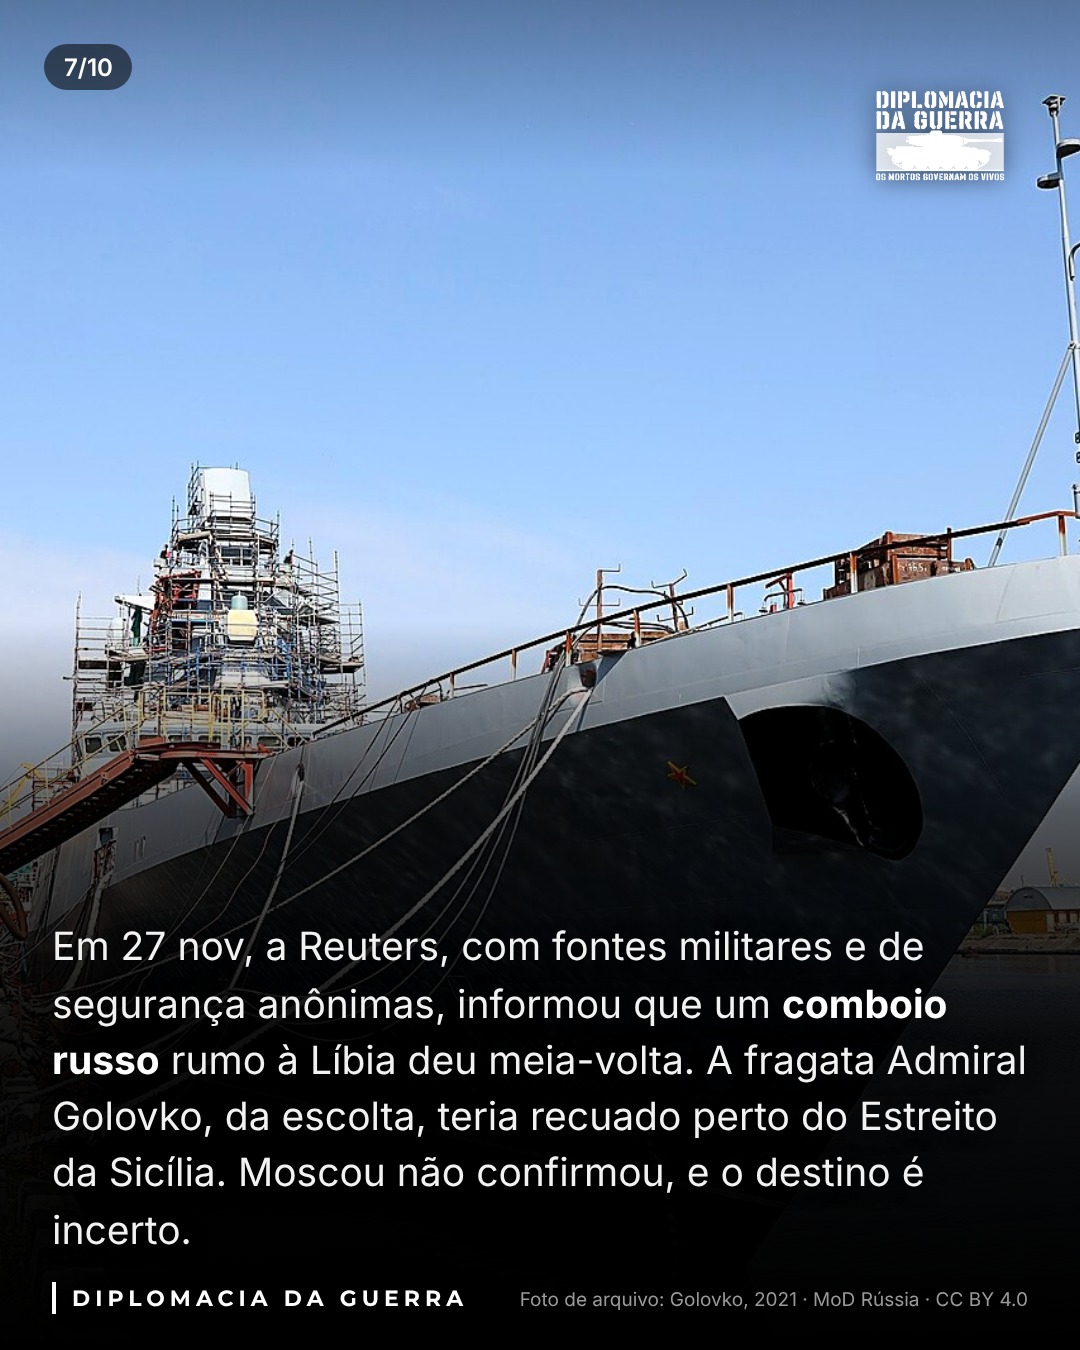 7/10
DIPLOMACIA
DA GUERRA
OS MORTOS GOVERNAM OS VIVOS
Em 27 nov, a Reuters, com fontes militares e de
segurança anônimas, informou que um comboio
russo rumo à Líbia deu meia-volta. A fragata Admiral
Golovko, da escolta, teria recuado perto do Estreito
da Sicília. Moscou não confirmou, e o destino é
incerto.
DIPLOMACIA DA GUERRA
Foto de arquivo: Golovko, 2021 · MoD Rússia · CC BY 4.0